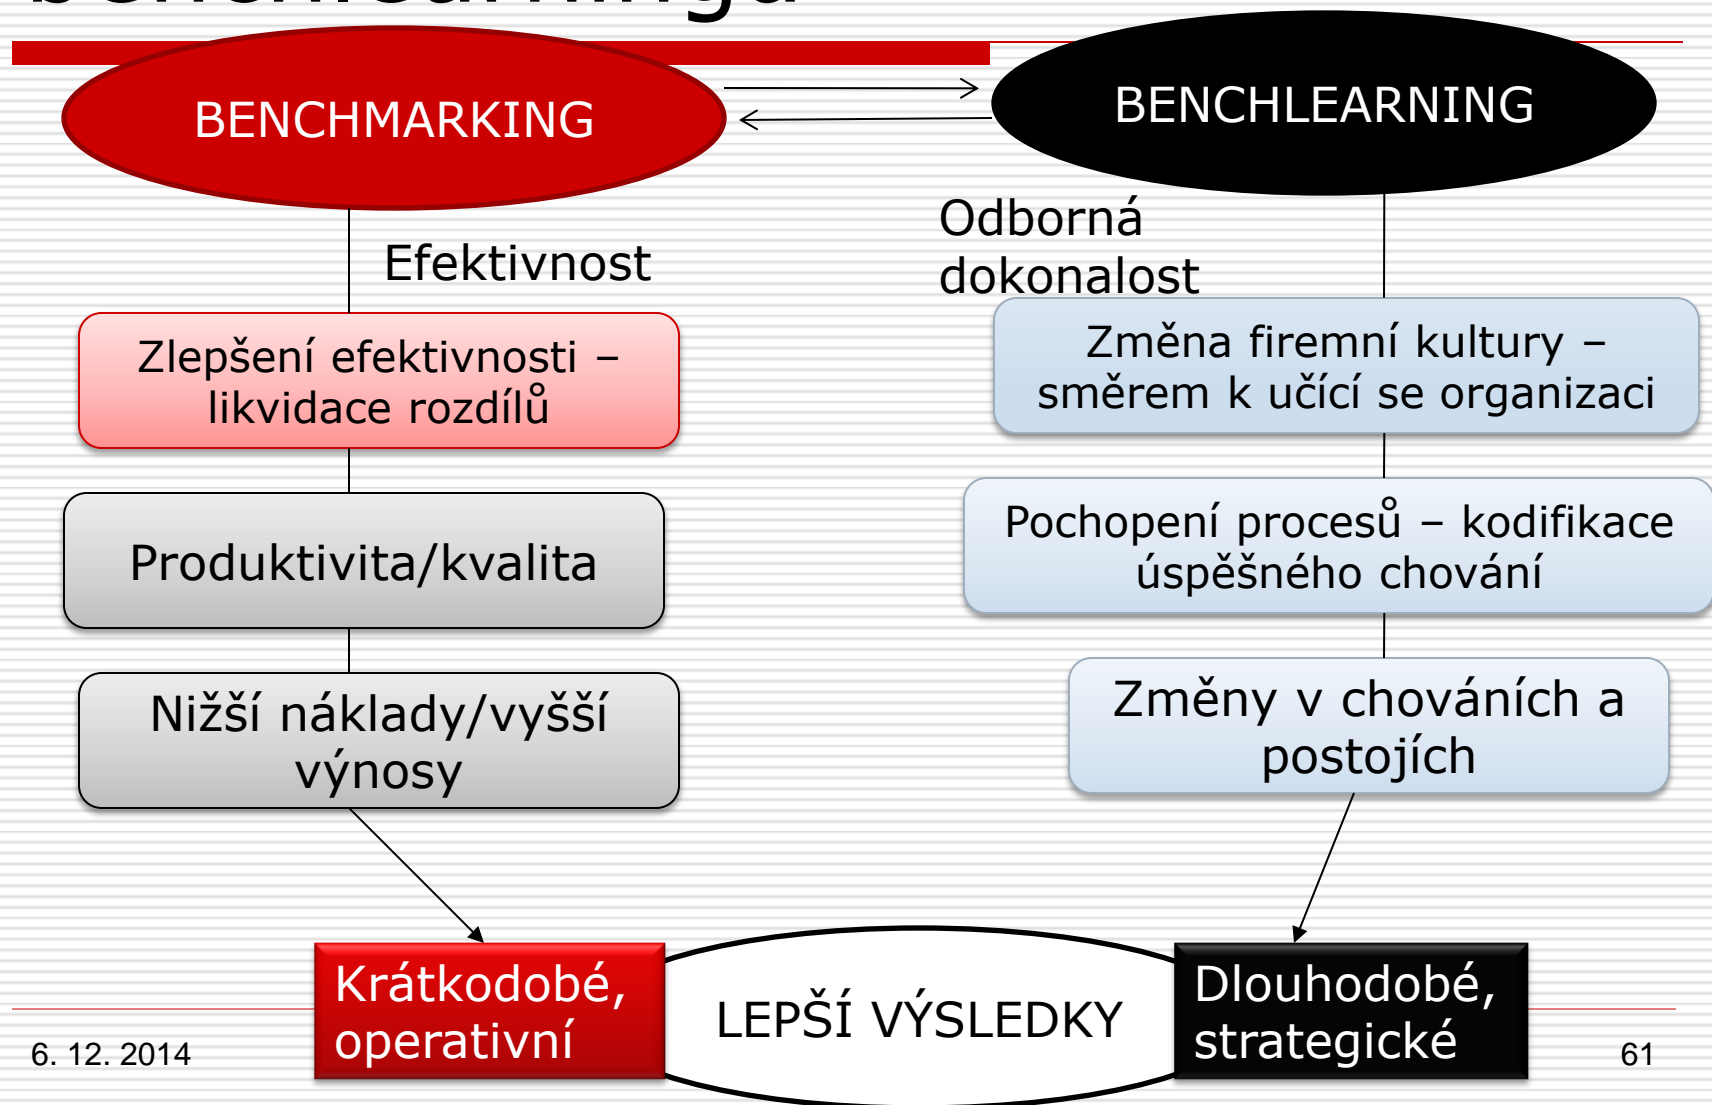 benchlearningu
BENCHMARKING
BENCHLEARNING
Efektivnost
Odborná
dokonalost
Zlepšení efektivnosti –
likvidace rozdílů
Změna firemní kultury –
směrem k učící se organizaci
Produktivita/kvalita
Pochopení procesů – kodifikace
úspěšného chování
Nižší náklady/vyšší
výnosy
Změny v chováních a
postojích
Krátkodobé,
operativní
LEPŠÍ VÝSLEDKY
Dlouhodobé,
strategické
6. 12. 2014
61